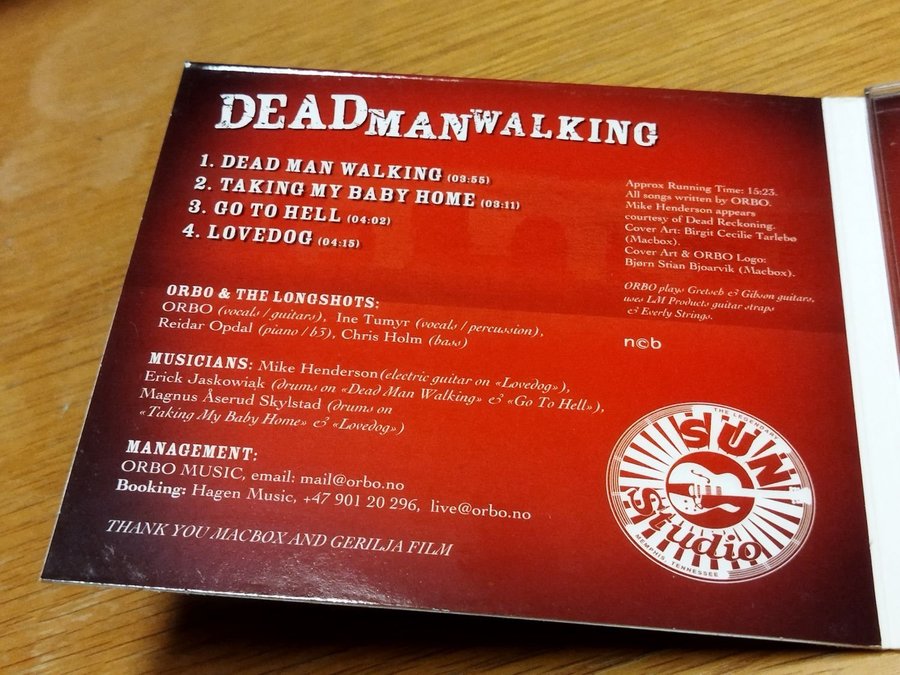 DEAD MAN WALKING
1. DEAD MAN WALKING (03:55)
2. TAKING MY BABY HOME (03:11)
3. GO TO HELL (04:02)
4. LOVEDOG (04:15)
Approx Running Time: 15:23.
All songs written by ORBO.
Mike Henderson appears
courtesy of Dead Reckoning.
Cover Art: Birgit Cecilie Tarlebø
(Macbox).
Cover Art & ORBO Logo:
Bjørn Stian Bjoarvik (Macbox).
ORBO plays Gretsch & Gibson guitars,
uses LM Products guitar straps
& Everly Strings.
n©b
ORBO & THE LONGSHOTS:
ORBO (vocals / guitars), Ine Tumyr (vocals / percussion),
Reidar Opdal (piano / b3), Chris Holm (bass)
MUSICIANS: Mike Henderson(electric guitar on «Lovedog»),
Erick Jaskowiak (drums on «Dead Man Walking» & «Go To Hell»),
Magnus Åserud Skylstad (drums on
«Taking My Baby Home» & «Lovedog»)
MANAGEMENT:
ORBO MUSIC, email: mail@orbo.no
Booking: Hagen Music, +47 901 20 296, live@orbo.no
THANK YOU MACBOX AND GERILJA FILM
THE LEGENDARY
SUN
Studio
MEMPHIS, TENNESSEE